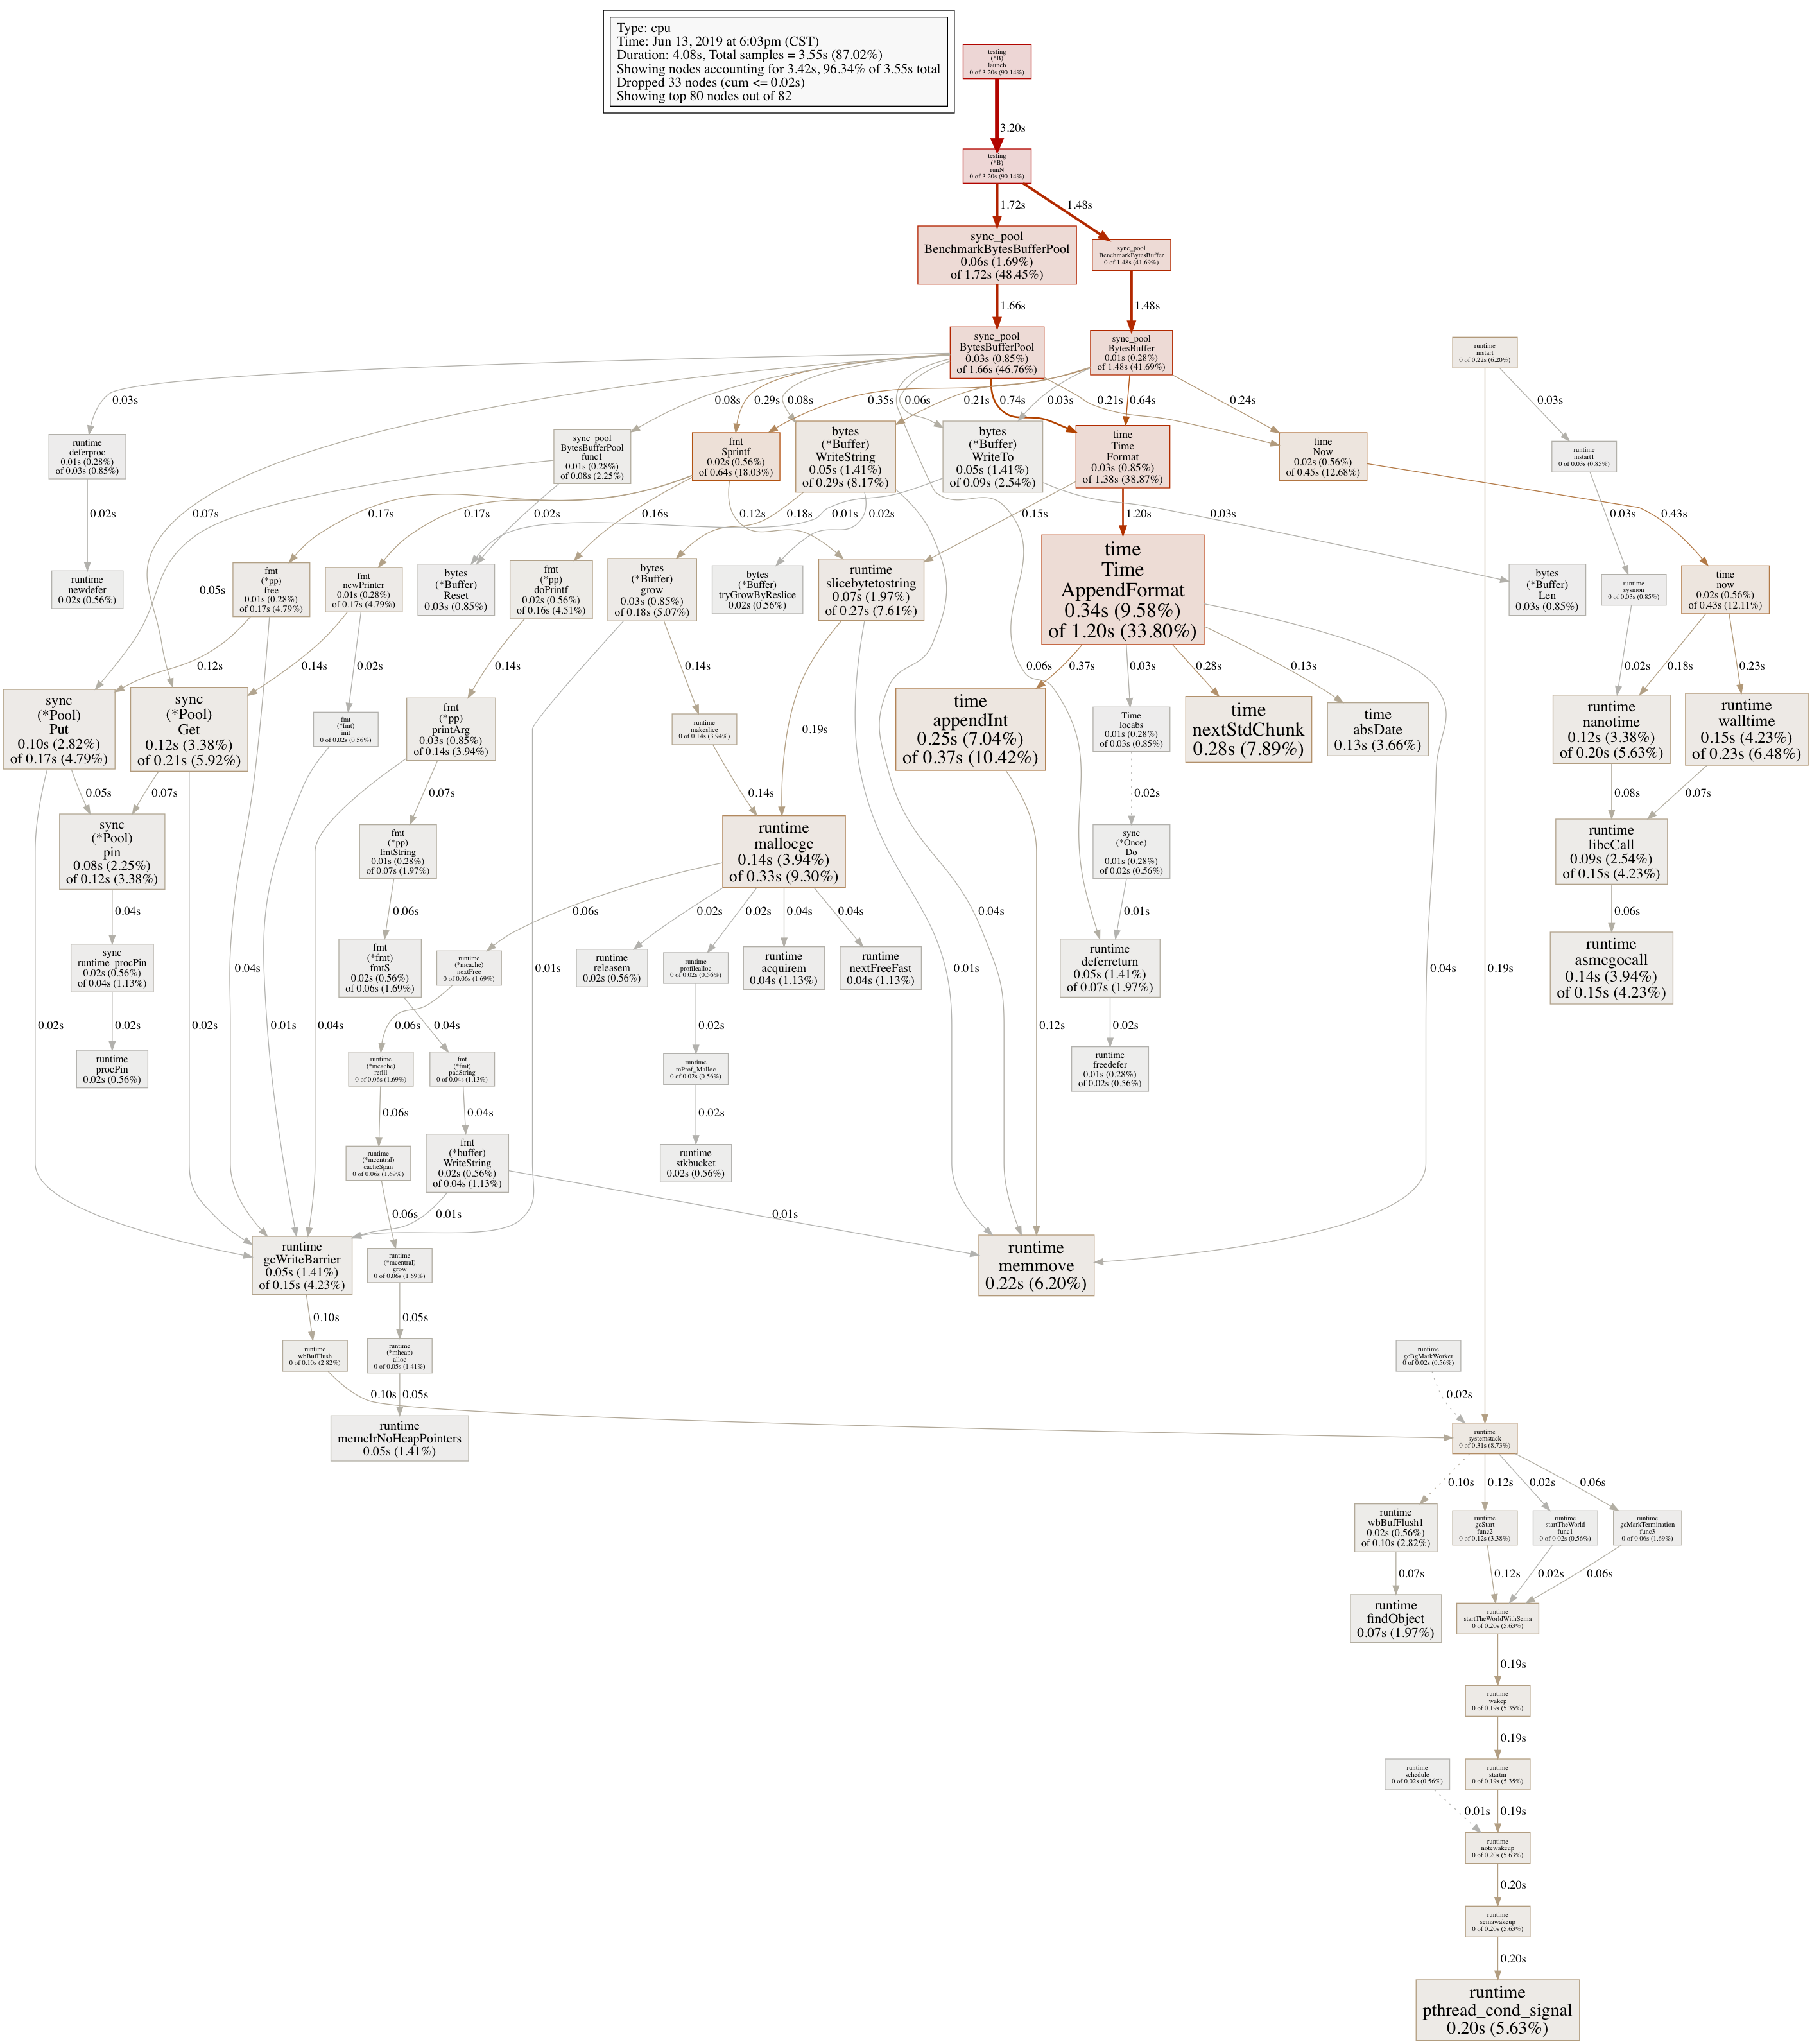 Type: cpu
Time: Jun 13, 2019 at 6:03pm (CST)
Duration: 4.08s, Total samples = 3.55s (87.02%)
Showing nodes accounting for 3.42s, 96.34% of 3.55s total
Dropped 33 nodes (cum <= 0.02s)
Showing top 80 nodes out of 82
testing
(*B)
launch
0 of 3.20s (90.14%)
3.20s
testing
(*B)
runN
0 of 3.20s (90.14%)
1.72s
1.48s
sync_pool
BenchmarkBytesBufferPool
0.06s (1.69%)
of 1.72s (48.45%)
sync_pool
BenchmarkBytesBuffer
0 of 1.48s (41.69%)
1.66s
1.48s
sync_pool
BytesBufferPool
0.03s (0.85%)
of 1.66s (46.76%)
sync_pool
BytesBuffer
0.01s (0.28%)
of 1.48s (41.69%)
runtime
mstart
0 of 0.22s (6.20%)
0.03s
0.08s
0.29s
0.08s
0.35s
0.06s
0.21s
0.74s
0.03s
0.64s
0.21s
0.24s
0.03s
runtime
deferproc
0.01s (0.28%)
of 0.03s (0.85%)
sync_pool
BytesBufferPool
func1
0.01s (0.28%)
of 0.08s (2.25%)
fmt
Sprintf
0.02s (0.56%)
of 0.64s (18.03%)
bytes
(*Buffer)
WriteString
0.05s (1.41%)
of 0.29s (8.17%)
bytes
(*Buffer)
WriteTo
0.05s (1.41%)
of 0.09s (2.54%)
time
Time
Format
0.03s (0.85%)
of 1.38s (38.87%)
time
Now
0.02s (0.56%)
of 0.45s (12.68%)
runtime
mstart1
0 of 0.03s (0.85%)
0.02s
0.07s
0.17s
0.17s
0.02s
0.16s
0.12s
0.18s
0.01s
0.02s
0.15s
1.20s
0.03s
0.03s
0.43s
runtime
newdefer
0.02s (0.56%)
0.05s
fmt
(*pp)
free
0.01s (0.28%)
of 0.17s (4.79%)
fmt
newPrinter
0.01s (0.28%)
of 0.17s (4.79%)
bytes
(*Buffer)
Reset
0.03s (0.85%)
fmt
(*pp)
doPrintf
0.02s (0.56%)
of 0.16s (4.51%)
bytes
(*Buffer)
grow
0.03s (0.85%)
of 0.18s (5.07%)
bytes
(*Buffer)
tryGrowByReslice
0.02s (0.56%)
runtime
slicebytetostring
0.07s (1.97%)
of 0.27s (7.61%)
time
Time
AppendFormat
0.34s (9.58%)
of 1.20s (33.80%)
bytes
(*Buffer)
Len
0.03s (0.85%)
runtime
sysmon
0 of 0.03s (0.85%)
time
now
0.02s (0.56%)
of 0.43s (12.11%)
0.12s
0.14s
0.02s
0.14s
0.14s
0.06s
0.37s
0.03s
0.28s
0.13s
0.02s
0.18s
0.23s
sync
(*Pool)
Put
0.10s (2.82%)
of 0.17s (4.79%)
sync
(*Pool)
Get
0.12s (3.38%)
of 0.21s (5.92%)
fmt
(*fmt)
init
0 of 0.02s (0.56%)
fmt
(*pp)
printArg
0.03s (0.85%)
of 0.14s (3.94%)
runtime
makeslice
0 of 0.14s (3.94%)
0.19s
time
appendInt
0.25s (7.04%)
of 0.37s (10.42%)
Time
locabs
0.01s (0.28%)
of 0.03s (0.85%)
time
nextStdChunk
0.28s (7.89%)
time
absDate
0.13s (3.66%)
runtime
nanotime
0.12s (3.38%)
of 0.20s (5.63%)
runtime
walltime
0.15s (4.23%)
of 0.23s (6.48%)
0.05s
0.07s
0.07s
0.14s
0.02s
0.08s
0.07s
sync
(*Pool)
pin
0.08s (2.25%)
of 0.12s (3.38%)
fmt
(*pp)
fmtString
0.01s (0.28%)
of 0.07s (1.97%)
runtime
mallocgc
0.14s (3.94%)
of 0.33s (9.30%)
sync
(*Once)
Do
0.01s (0.28%)
of 0.02s (0.56%)
runtime
libcCall
0.09s (2.54%)
of 0.15s (4.23%)
0.04s
0.06s
0.06s
0.02s
0.02s
0.04s
0.04s
0.04s
0.01s
0.06s
sync
runtime_procPin
0.02s (0.56%)
of 0.04s (1.13%)
0.04s
fmt
(*fmt)
fmtS
0.02s (0.56%)
of 0.06s (1.69%)
runtime
(*mcache)
nextFree
0 of 0.06s (1.69%)
0.01s
runtime
releasem
0.02s (0.56%)
runtime
profilealloc
0 of 0.02s (0.56%)
runtime
acquirem
0.04s (1.13%)
runtime
nextFreeFast
0.04s (1.13%)
0.01s
runtime
deferreturn
0.05s (1.41%)
of 0.07s (1.97%)
0.04s
0.19s
runtime
asmcgocall
0.14s (3.94%)
of 0.15s (4.23%)
0.02s
0.02s
0.02s
0.01s
0.04s
0.06s
0.04s
0.02s
0.12s
0.02s
runtime
procPin
0.02s (0.56%)
runtime
(*mcache)
refill
0 of 0.06s (1.69%)
fmt
(*fmt)
padString
0 of 0.04s (1.13%)
runtime
mProf_Malloc
0 of 0.02s (0.56%)
runtime
freedefer
0.01s (0.28%)
of 0.02s (0.56%)
0.06s
0.04s
0.02s
runtime
(*mcentral)
cacheSpan
0 of 0.06s (1.69%)
fmt
(*buffer)
WriteString
0.02s (0.56%)
of 0.04s (1.13%)
runtime
stkbucket
0.02s (0.56%)
0.06s
0.01s
0.01s
runtime
gcWriteBarrier
0.05s (1.41%)
of 0.15s (4.23%)
runtime
(*mcentral)
grow
0 of 0.06s (1.69%)
runtime
memmove
0.22s (6.20%)
0.10s
0.05s
runtime
wbBufFlush
0 of 0.10s (2.82%)
runtime
(*mheap)
alloc
0 of 0.05s (1.41%)
runtime
gcBgMarkWorker
0 of 0.02s (0.56%)
0.10s
0.05s
0.02s
runtime
memclrNoHeapPointers
0.05s (1.41%)
runtime
systemstack
0 of 0.31s (8.73%)
0.10s
0.12s
0.02s
0.06s
runtime
wbBufFlush1
0.02s (0.56%)
of 0.10s (2.82%)
runtime
gcStart
func2
0 of 0.12s (3.38%)
runtime
startTheWorld
func1
0 of 0.02s (0.56%)
runtime
gcMarkTermination
func3
0 of 0.06s (1.69%)
0.07s
0.12s
0.02s
0.06s
runtime
findObject
0.07s (1.97%)
runtime
startTheWorldWithSema
0 of 0.20s (5.63%)
0.19s
runtime
wakep
0 of 0.19s (5.35%)
0.19s
runtime
schedule
0 of 0.02s (0.56%)
runtime
startm
0 of 0.19s (5.35%)
0.01s
0.19s
runtime
notewakeup
0 of 0.20s (5.63%)
0.20s
runtime
semawakeup
0 of 0.20s (5.63%)
0.20s
runtime
pthread_cond_signal
0.20s (5.63%)